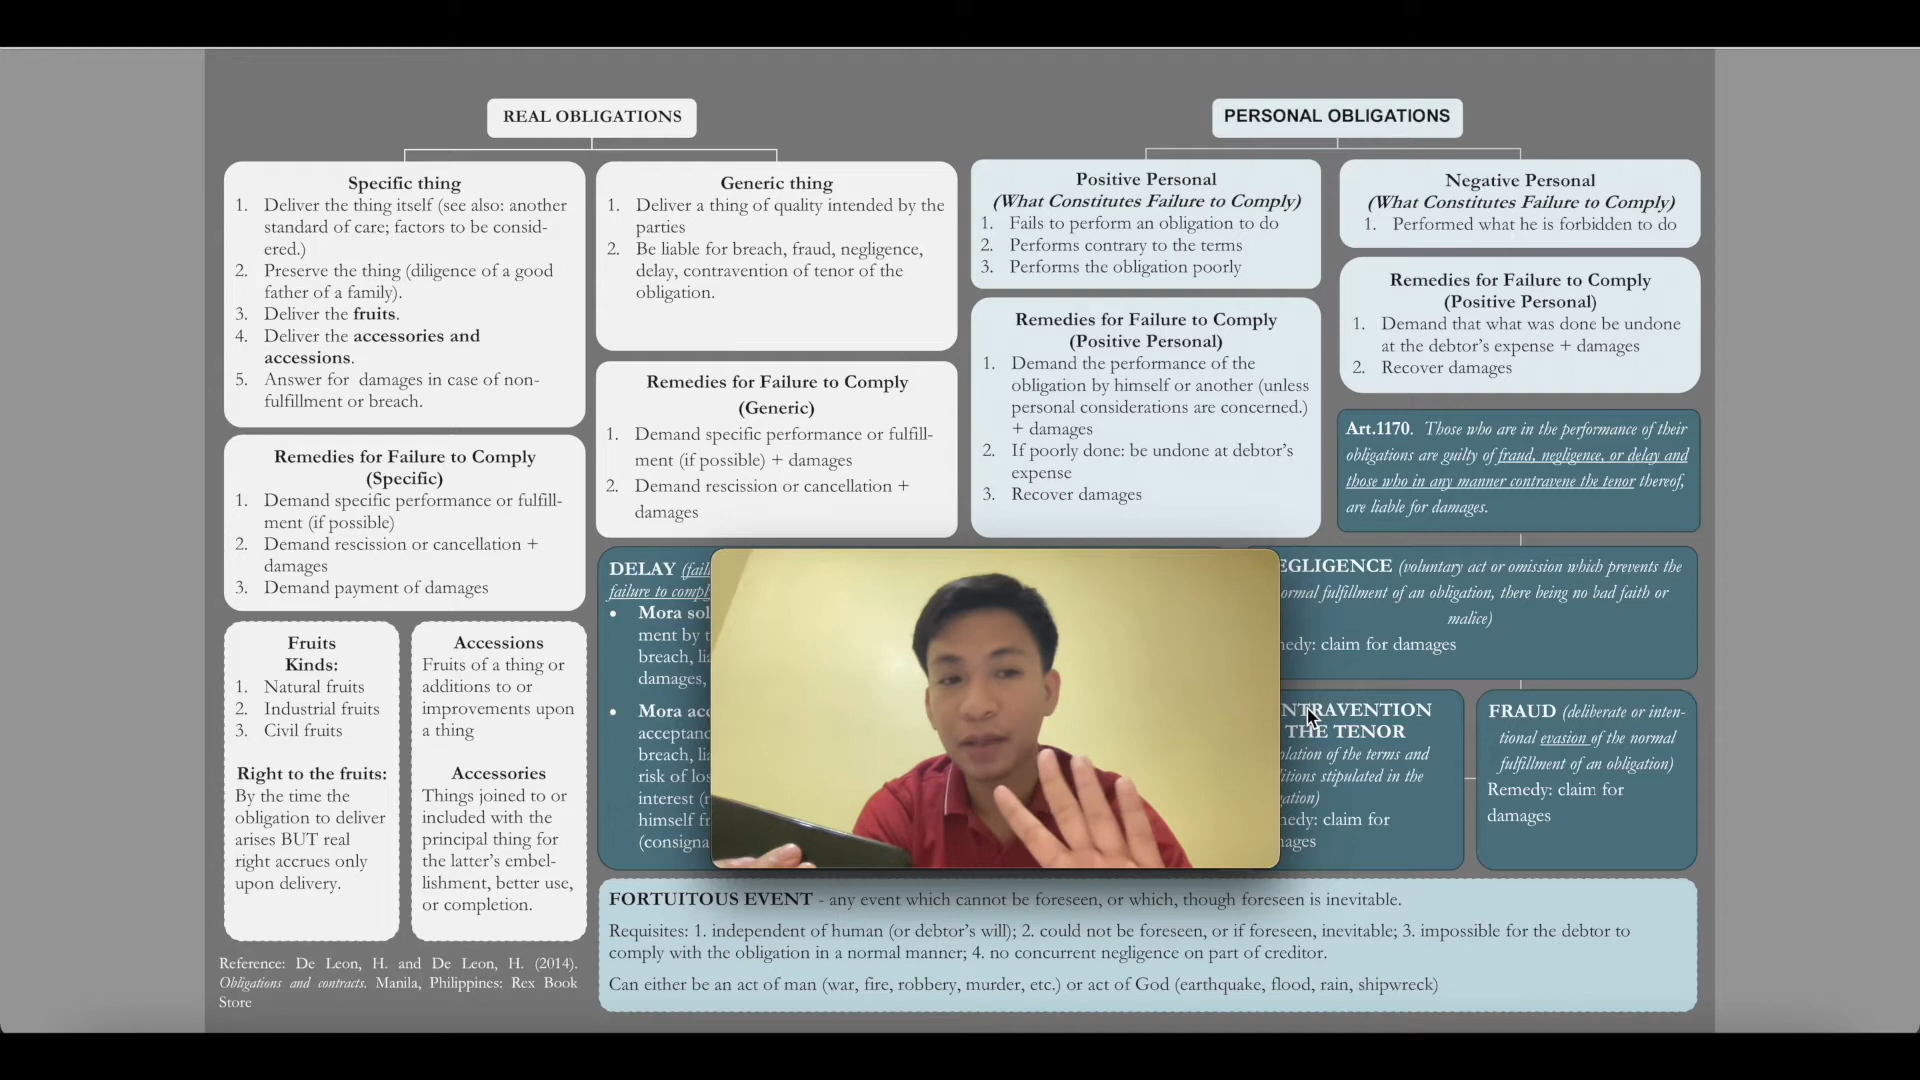 REAL OBLIGATIONS
Specific thing
1. Deliver the thing itself (see also: another
standard of care; factors to be consid-
ered.)
2. Preserve the thing (diligence of a good
father of a family).
3. Deliver the fruits.
4. Deliver the accessories and
accessions.
5. Answer for damages in case of non-
fulfillment or breach.
Remedies for Failure to Comply
(Specific)
1. Demand specific performance or fulfill-
ment (if possible)
2. Demand rescission or cancellation +
damages
3. Demand payment of damages
Fruits
Kinds:
1. Natural fruits
2. Industrial fruits
3. Civil fruits
Right to the fruits:
By the time the
obligation to deliver
arises BUT real
right accrues only
upon delivery.
Accessions
Fruits of a thing or
additions to or
improvements upon
a thing
Accessories
Things joined to or
included with the
principal thing for
the latter's embel-
lishment, better use,
or completion.
Reference: De Leon, H. and De Leon, H. (2014).
Obligations and contracts. Manila, Philippines: Rex Book
Store
Generic thing
1. Deliver a thing of quality intended by the
parties
2. Be liable for breach, fraud, negligence,
delay, contravention of tenor of the
obligation.
Remedies for Failure to Comply
(Generic)
1. Demand specific performance or fulfill-
ment (if possible) + damages
2. Demand rescission or cancellation +
damages
PERSONAL OBLIGATIONS
Positive Personal
(What Constitutes Failure to Comply)
1. Fails to perform an obligation to do
2. Performs contrary to the terms
3. Performs the obligation poorly
Remedies for Failure to Comply
(Positive Personal)
1. Demand the performance of the
obligation by himself or another (unless
personal considerations are concerned.)
+ damages
2. If poorly done: be undone at debtor's
expense
3. Recover damages
Negative Personal
(What Constitutes Failure to Comply)
1. Performed what he is forbidden to do
Remedies for Failure to Comply
(Positive Personal)
1. Demand that what was done be undone
at the debtor's expense + damages
2. Recover damages
Art.1170. Those who are in the performance of their
obligations are guilty of fraud, negligence, or delay and
those who in any manner contravene the tenor thereof,
are liable for damages.
DELAY
failure to
• Mora
ment by
breach,
damages,
• Mora
breach,
risk of
interest
himself
(voluntary act or omission which prevents the
fulfillment of an obligation, there being no bad faith or
malice)
claim for damages
THE TENOR
of the terms and
stipulated in the
claim for
FRAUD (deliberate or inten-
tional evasion of the normal
fulfillment of an obligation)
Remedy: claim for
damages
FORTUITOUS EVENT - any event which cannot be foreseen, or which, though foreseen is inevitable.
Requisites: 1. independent of human (or debtor's will); 2. could not be foreseen, or if foreseen, inevitable; 3. impossible for the debtor to
comply with the obligation in a normal manner; 4. no concurrent negligence on part of creditor.
Can either be an act of man (war, fire, robbery, murder, etc.) or act of God (earthquake, flood, rain, shipwreck)